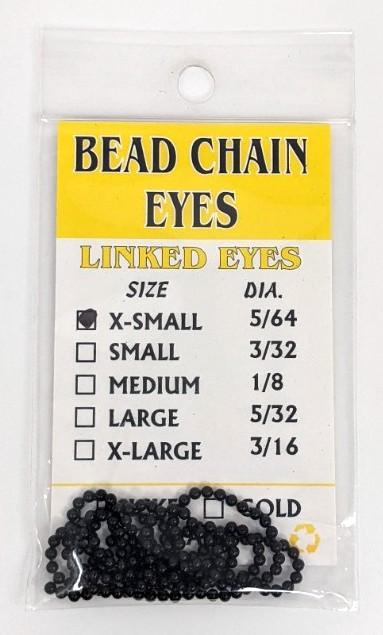 BEAD CHAIN
EYES
LINKED EYES
SIZE DIA.
X-SMALL 5/64
SMALL 3/32
MEDIUM 1/8
LARGE 5/32
X-LARGE 3/16
GOLD